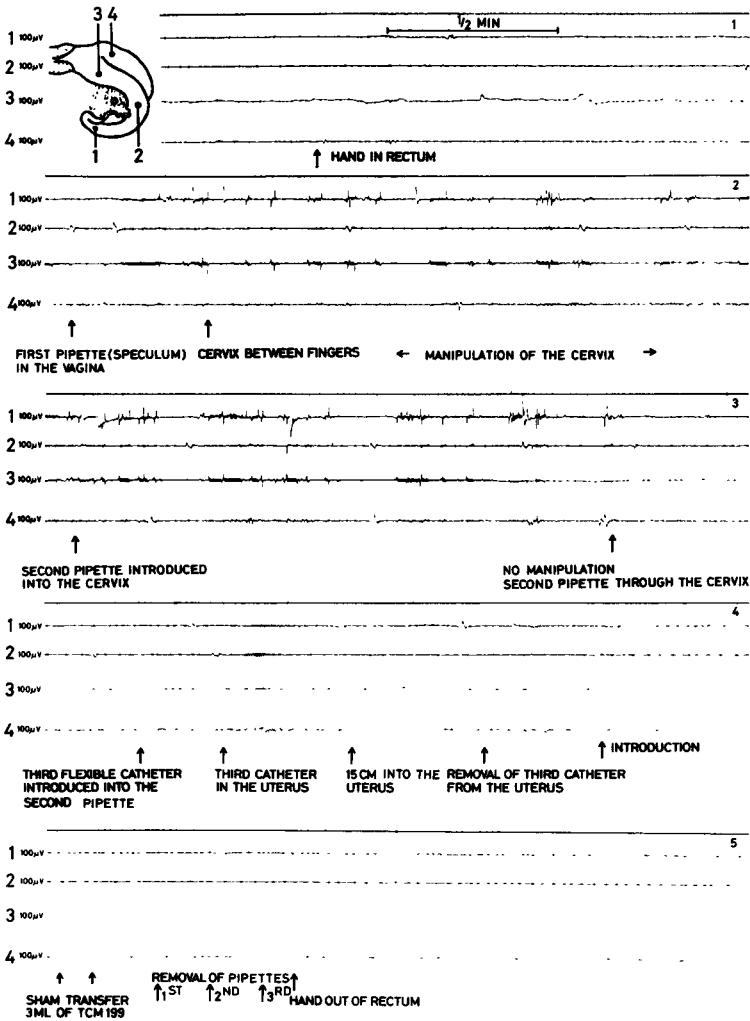 3 4
1 2
½ MIN
1
1 100µV
2 100µV
3 100µV
4 100µV
HAND IN RECTUM
2
1 100µV
2 100µV
3 100µV
4 100µV
FIRST PIPETTE (SPECULUM) CERVIX BETWEEN FINGERS ← MANIPULATION OF THE CERVIX →
IN THE VAGINA
3
1 100µV
2 100µV
3 100µV
4 100µV
SECOND PIPETTE INTRODUCED NO MANIPULATION
INTO THE CERVIX SECOND PIPETTE THROUGH THE CERVIX
4
1 100µV
2 100µV
3 100µV
4 100µV
INTRODUCTION
THIRD FLEXIBLE CATHETER THIRD CATHETER 15CM INTO THE REMOVAL OF THIRD CATHETER
INTRODUCED INTO THE IN THE UTERUS UTERUS FROM THE UTERUS
SECOND PIPETTE
5
1 100µV
2 100µV
3 100µV
4 100µV
REMOVAL OF PIPETTES
1ST 2ND 3RD HAND OUT OF RECTUM
SHAM TRANSFER
3ML OF TCM 199